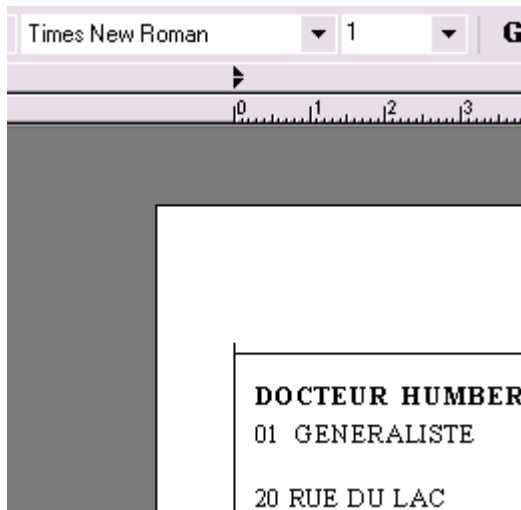 Times New Roman 1 G
0 1 2 3
DOCTEUR HUMBER
01 GENERALISTE
20 RUE DU LAC